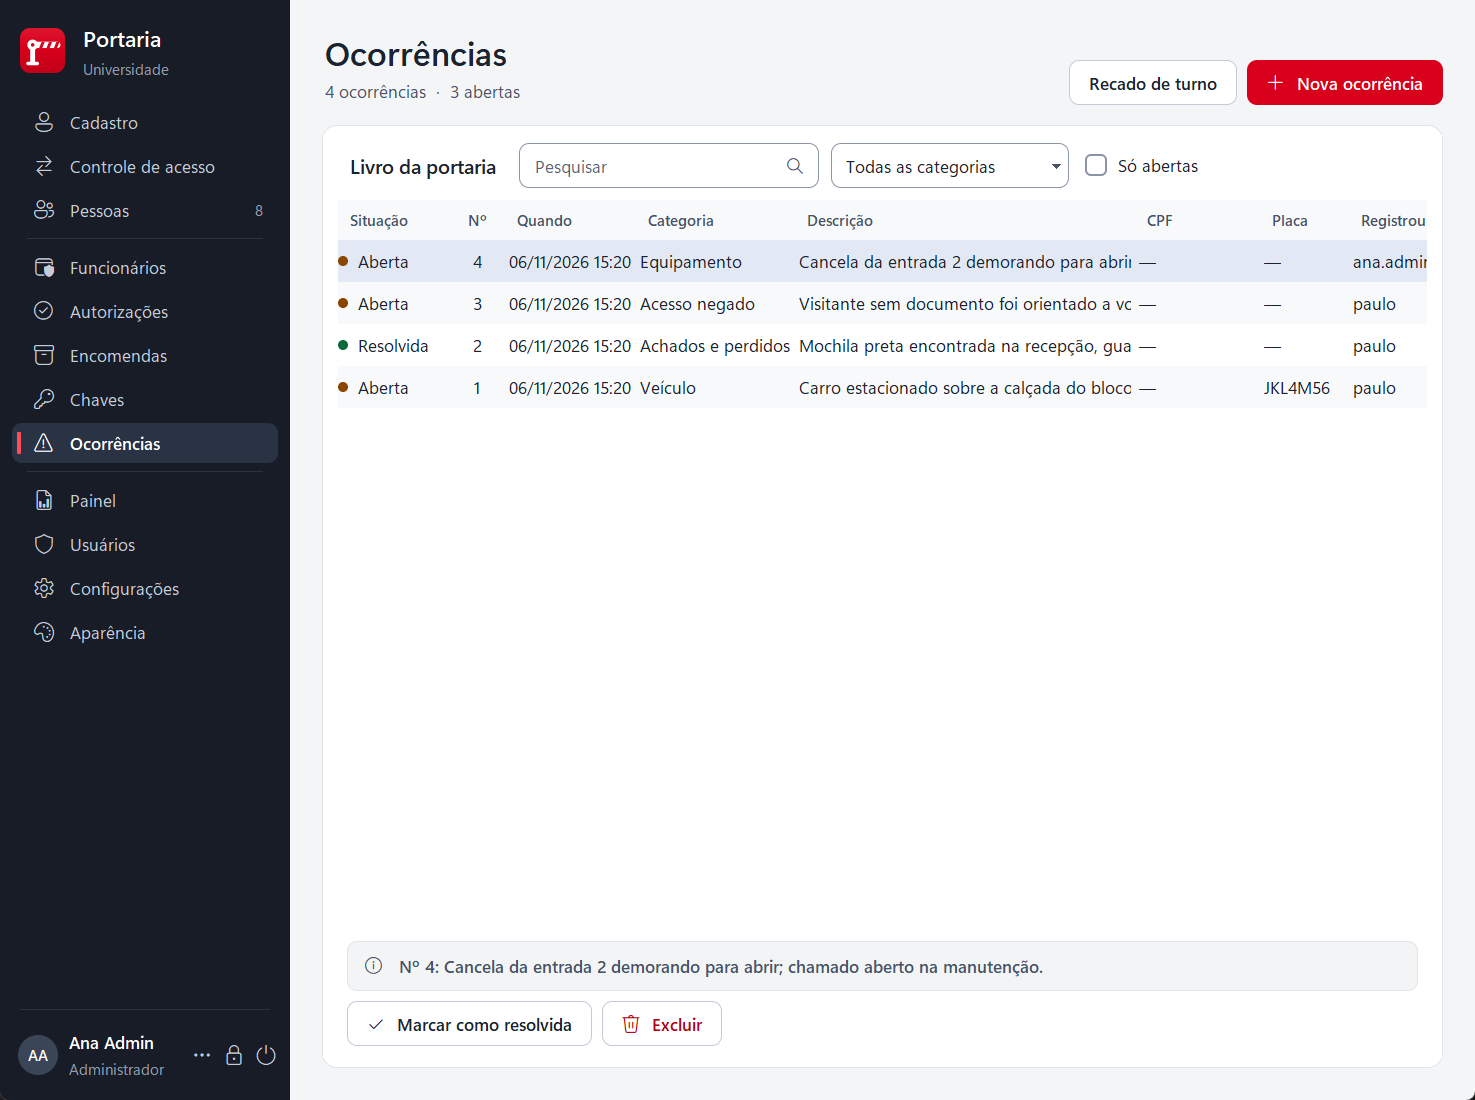 Portaria
Universidade
Cadastro
Controle de acesso
Pessoas 8
Funcionários
Autorizações
Encomendas
Chaves
Ocorrências
Painel
Usuários
Configurações
Aparência
AA
Ana Admin
Administrador
Ocorrências
4 ocorrências · 3 abertas
Recado de turno
Nova ocorrência
Livro da portaria Pesquisar Todas as categorias Só abertas
Situação Nº Quando Categoria Descrição CPF Placa Registrou
Aberta 4 06/11/2026 15:20 Equipamento Cancela da entrada 2 demorando para abrir — — ana.admin
Aberta 3 06/11/2026 15:20 Acesso negado Visitante sem documento foi orientado a vo — — paulo
Resolvida 2 06/11/2026 15:20 Achados e perdidos Mochila preta encontrada na recepção, gua — — paulo
Aberta 1 06/11/2026 15:20 Veículo Carro estacionado sobre a calçada do bloco — JKL4M56 paulo
Nº 4: Cancela da entrada 2 demorando para abrir; chamado aberto na manutenção.
Marcar como resolvida Excluir